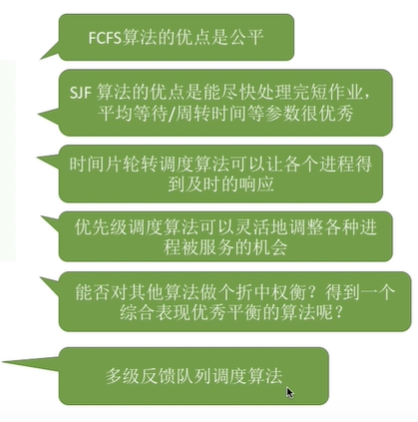 FCFS算法的优点是公平
SJF 算法的优点是能尽快处理完短作业，
平均等待/周转时间等参数很优秀
时间片轮转调度算法可以让各个进程得
到及时的响应
优先级调度算法可以灵活地调整各种进
程被服务的机会
能否对其他算法做个折中权衡？得到一个
综合表现优秀平衡的算法呢？
多级反馈队列调度算法